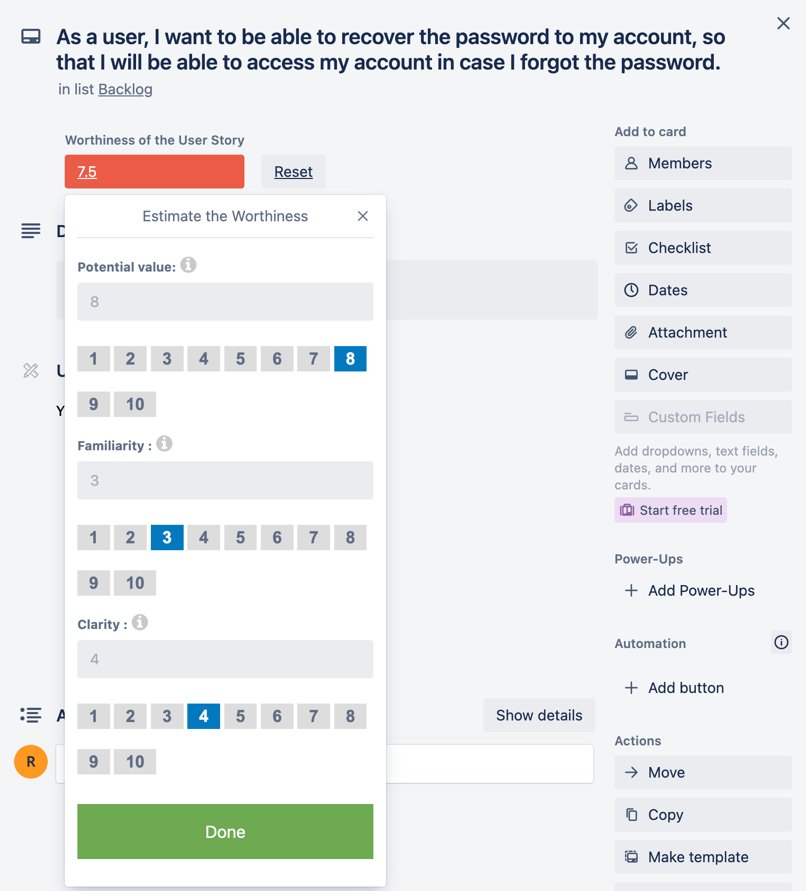 As a user, I want to be able to recover the password to my account, so
that I will be able to access my account in case I forgot the password.
in list Backlog
Worthiness of the User Story
7.5
Reset
Estimate the Worthiness
D
Potential value:
8
1 2 3 4 5 6 7 8
9 10
U
Y
Familiarity :
3
1 2 3 4 5 6 7 8
9 10
Clarity :
4
1 2 3 4 5 6 7 8
9 10
A
Show details
R
Done
Add to card
Members
Labels
Checklist
Dates
Attachment
Cover
Custom Fields
Add dropdowns, text fields,
dates, and more to your
cards.
Start free trial
Power-Ups
Add Power-Ups
Automation
Add button
Actions
Move
Copy
Make template